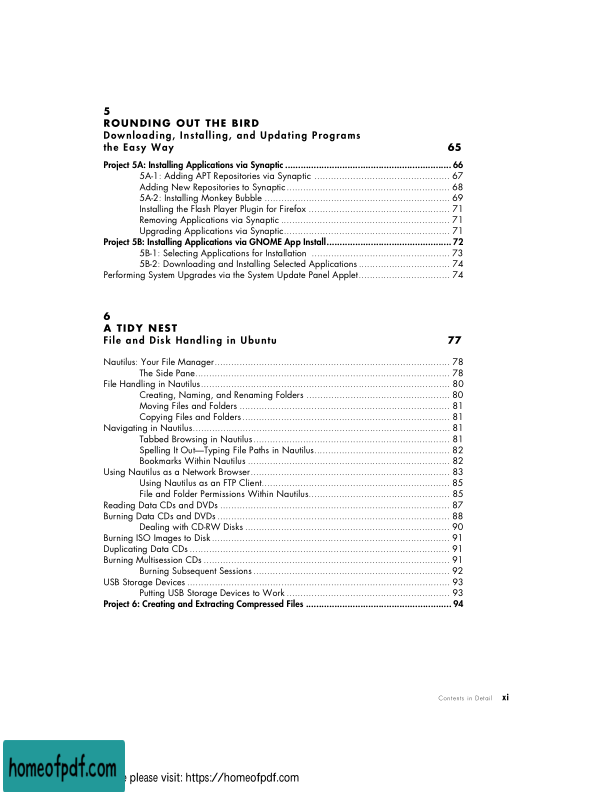 5
ROUNDING OUT THE BIRD
Downloading, Installing, and Updating Programs
the Easy Way 65
Project 5A: Installing Applications via Synaptic ................................................................ 66
5A-1: Adding APT Repositories via Synaptic .................................................. 67
Adding New Repositories to Synaptic............................................................ 68
5A-2: Installing Monkey Bubble .................................................................... 69
Installing the Flash Player Plugin for Firefox .................................................... 71
Removing Applications via Synaptic .............................................................. 71
Upgrading Applications via Synaptic............................................................. 71
Project 5B: Installing Applications via GNOME App Install................................................ 72
5B-1: Selecting Applications for Installation .................................................. 73
5B-2: Downloading and Installing Selected Applications ................................. 74
Performing System Upgrades via the System Update Panel Applet.................................. 74
6
A TIDY NEST
File and Disk Handling in Ubuntu 77
Nautilus: Your File Manager....................................................................................... 78
The Side Pane.............................................................................................. 78
File Handling in Nautilus............................................................................................ 80
Creating, Naming, and Renaming Folders ..................................................... 80
Moving Files and Folders .............................................................................. 81
Copying Files and Folders............................................................................. 81
Navigating in Nautilus............................................................................................... 81
Tabbed Browsing in Nautilus......................................................................... 81
Spelling It Out—Typing File Paths in Nautilus.................................................. 82
Bookmarks Within Nautilus ........................................................................... 82
Using Nautilus as a Network Browser.......................................................................... 83
Using Nautilus as an FTP Client...................................................................... 85
File and Folder Permissions Within Nautilus.................................................... 85
Reading Data CDs and DVDs ..................................................................................... 87
Burning Data CDs and DVDs ...................................................................................... 88
Dealing with CD-RW Disks ............................................................................ 90
Burning ISO Images to Disk ........................................................................................ 91
Duplicating Data CDs ................................................................................................ 91
Burning Multisession CDs ........................................................................................... 91
Burning Subsequent Sessions......................................................................... 92
USB Storage Devices ................................................................................................. 93
Putting USB Storage Devices to Work ............................................................ 93
Project 6: Creating and Extracting Compressed Files ........................................................ 94
Contents in Detail xi
homeofpdf.com
please visit: https://homeofpdf.com